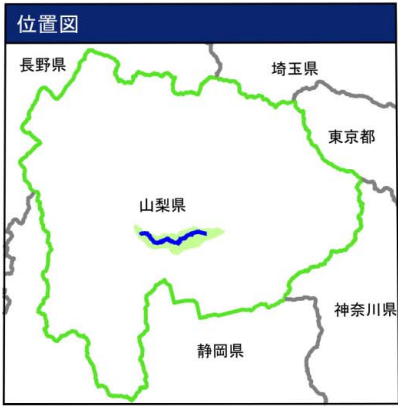 位置図
長野県
埼玉県
東京都
山梨県
神奈川県
静岡県